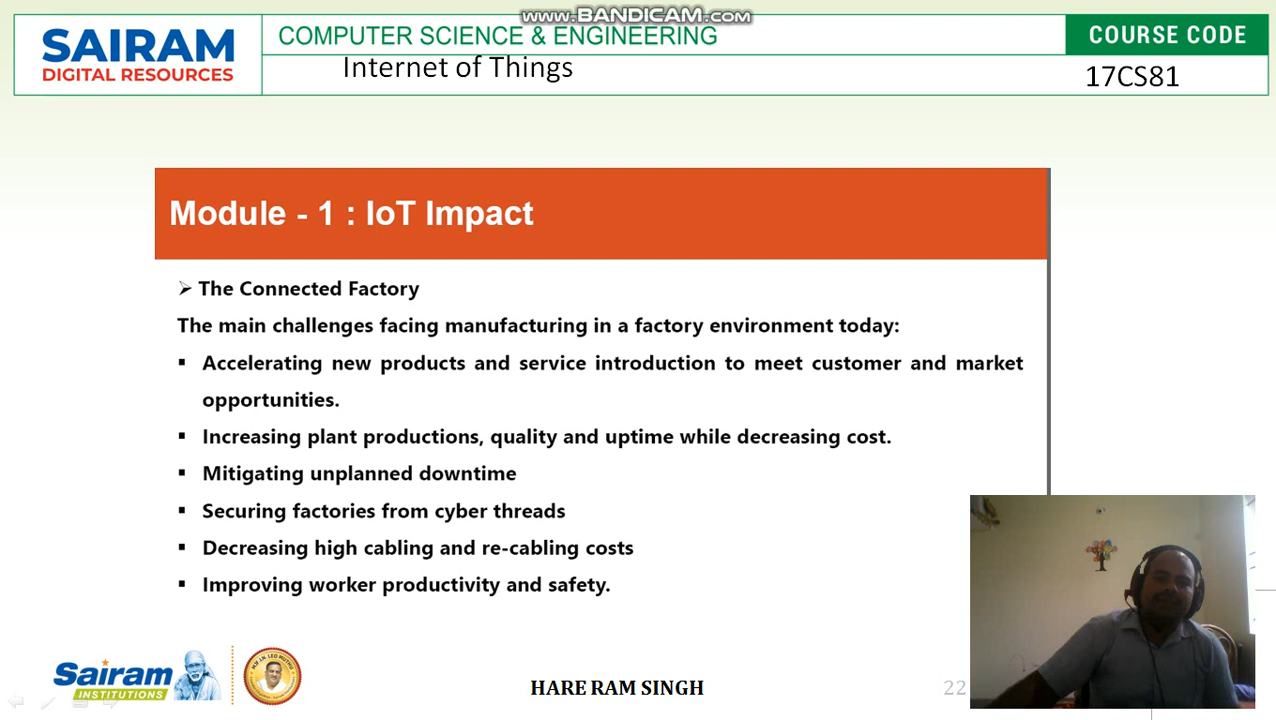 www.BANDICAM.com
SAIRAM
DIGITAL RESOURCES
COMPUTER SCIENCE & ENGINEERING
COURSE CODE
Internet of Things
17CS81
Module - 1 : IoT Impact
➢ The Connected Factory
The main challenges facing manufacturing in a factory environment today:
▪ Accelerating new products and service introduction to meet customer and market
opportunities.
▪ Increasing plant productions, quality and uptime while decreasing cost.
▪ Mitigating unplanned downtime
▪ Securing factories from cyber threads
▪ Decreasing high cabling and re-cabling costs
▪ Improving worker productivity and safety.
Sairam
INSTITUTIONS
MJF. LN. LEO MUTHU
HARE RAM SINGH
22